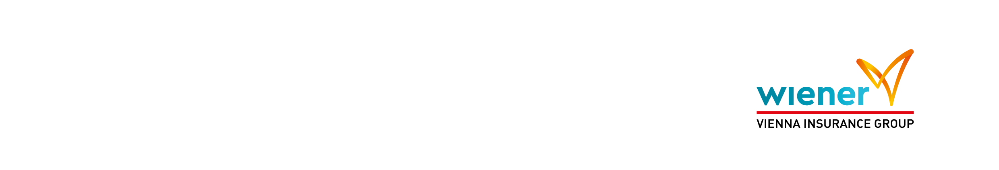 wiener
VIENNA INSURANCE GROUP